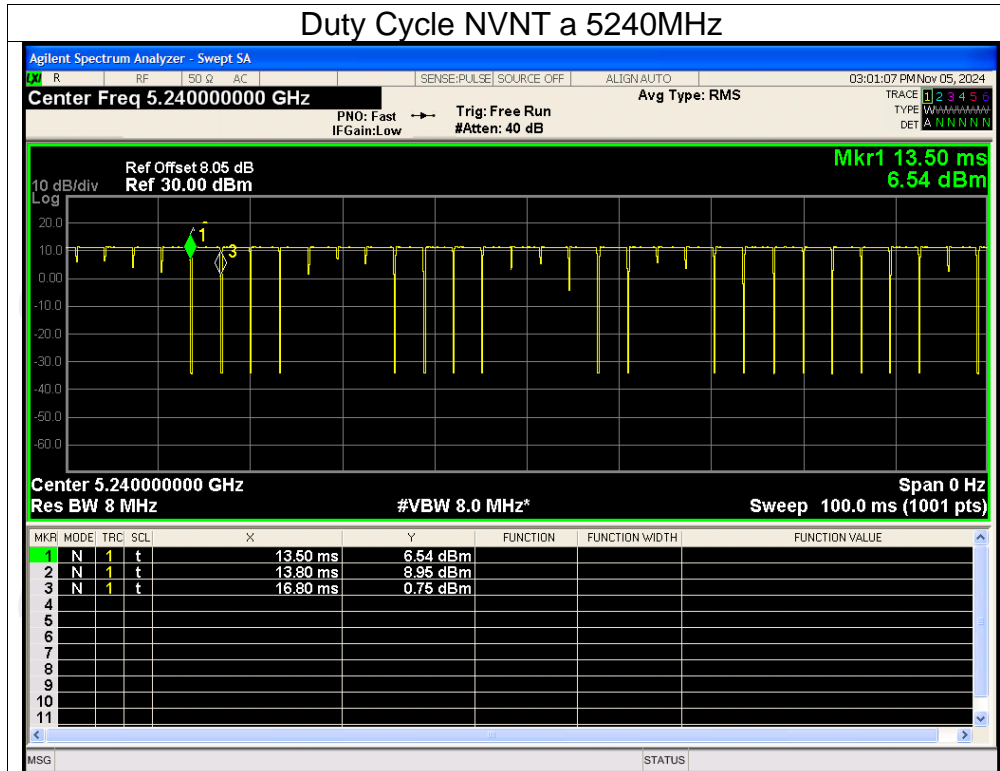 Duty Cycle NVNT a 5240MHz
Agilent Spectrum Analyzer - Swept SA
LXI R RF 50 Ω AC SENSE:PULSE SOURCE OFF ALIGN AUTO 03:01:07 PM Nov 05, 2024
Center Freq 5.240000000 GHz
PNO: Fast
IFGain:Low
Trig: Free Run
#Atten: 40 dB
Avg Type: RMS
TRACE 1 2 3 4 5 6
TYPE WWWWWW
DET A N N N N N
Mkr1 13.50 ms
6.54 dBm
Ref Offset 8.05 dB
10 dB/div Ref 30.00 dBm
Log
20.0
10.0
0.00
-10.0
-20.0
-30.0
-40.0
-50.0
-60.0
1
3
Center 5.240000000 GHz Span 0 Hz
Res BW 8 MHz #VBW 8.0 MHz* Sweep 100.0 ms (1001 pts)
MKR MODE TRC SCL X Y FUNCTION FUNCTION WIDTH FUNCTION VALUE
1 N 1 t 13.50 ms 6.54 dBm
2 N 1 t 13.80 ms 8.95 dBm
3 N 1 t 16.80 ms 0.75 dBm
4
5
6
7
8
9
10
11
MSG STATUS